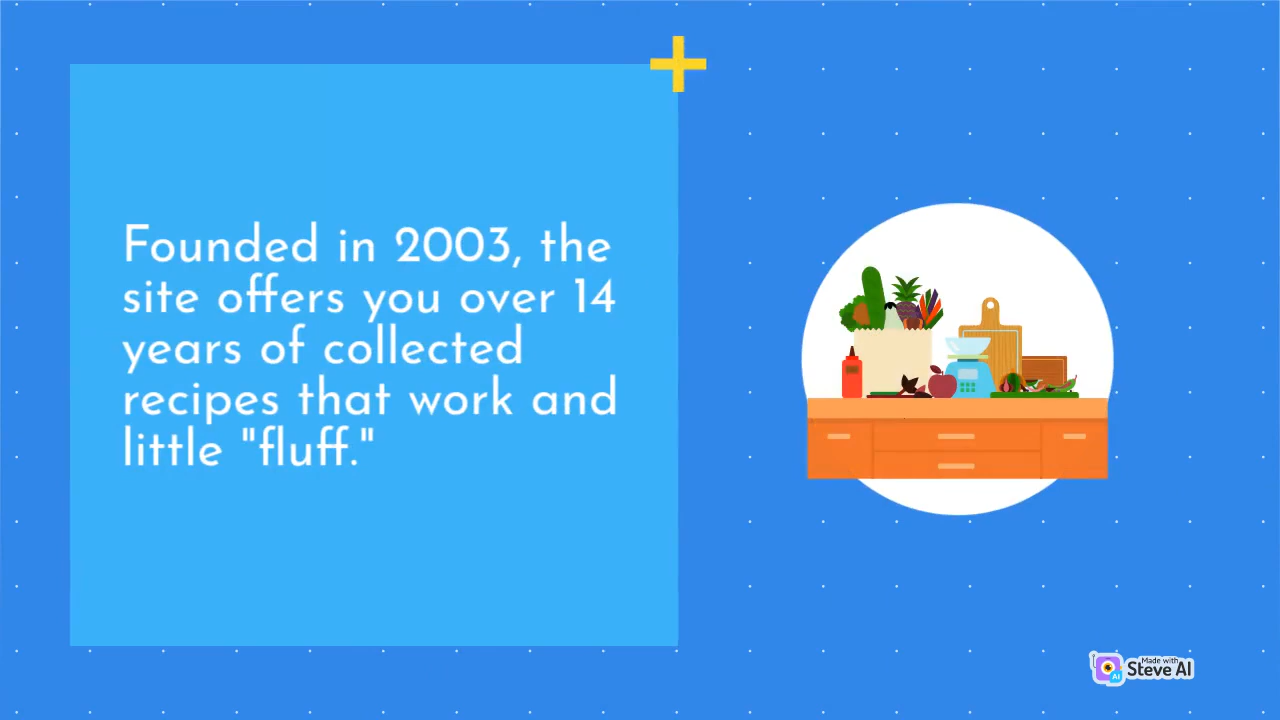 Founded in 2003, the
site offers you over 14
years of collected
recipes that work and
little "fluff."
Made with
Steve AI
AI